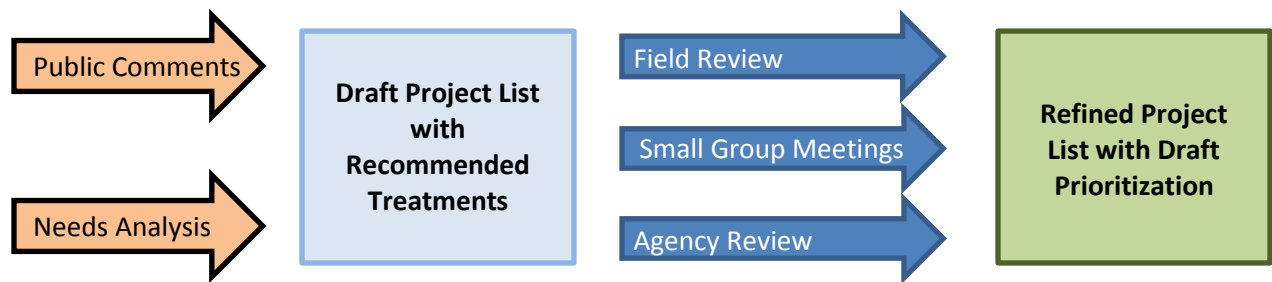 Public Comments
Needs Analysis
Draft Project List
with
Recommended
Treatments
Field Review
Small Group Meetings
Agency Review
Refined Project
List with Draft
Prioritization